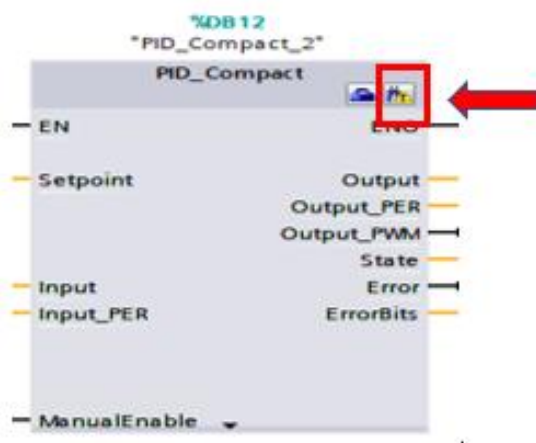 %DB12
"PID_Compact_2"
PID_Compact
EN
ENO
Setpoint
Output
Output_PER
Output_PWM
State
Input
Error
Input_PER
ErrorBits
ManualEnable